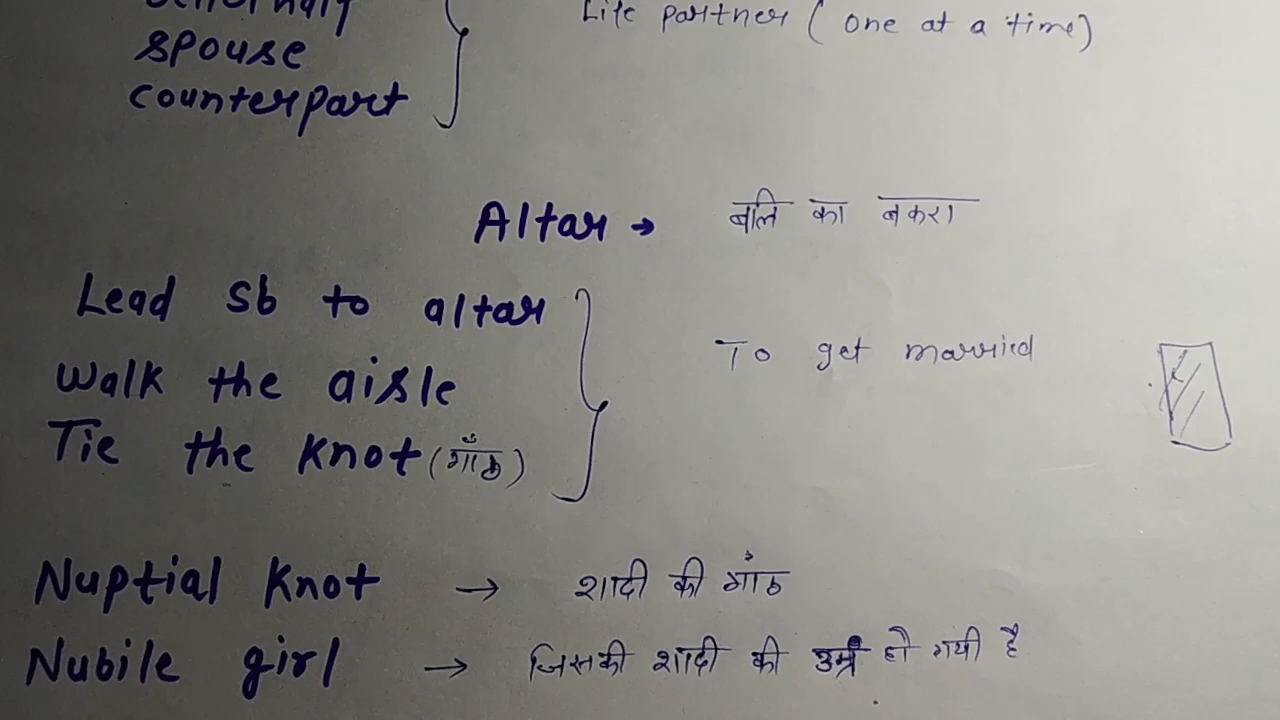 Life partner ( one at a time)
spouse
counterpart
Altar → बलि का बकरा
Lead sb to altar
To get married
Walk the aisle
Tie the knot (गाँठ)
Nuptial knot → शादी की गांठ
Nubile girl → जिसकी शादी की उम्र हो गयी है